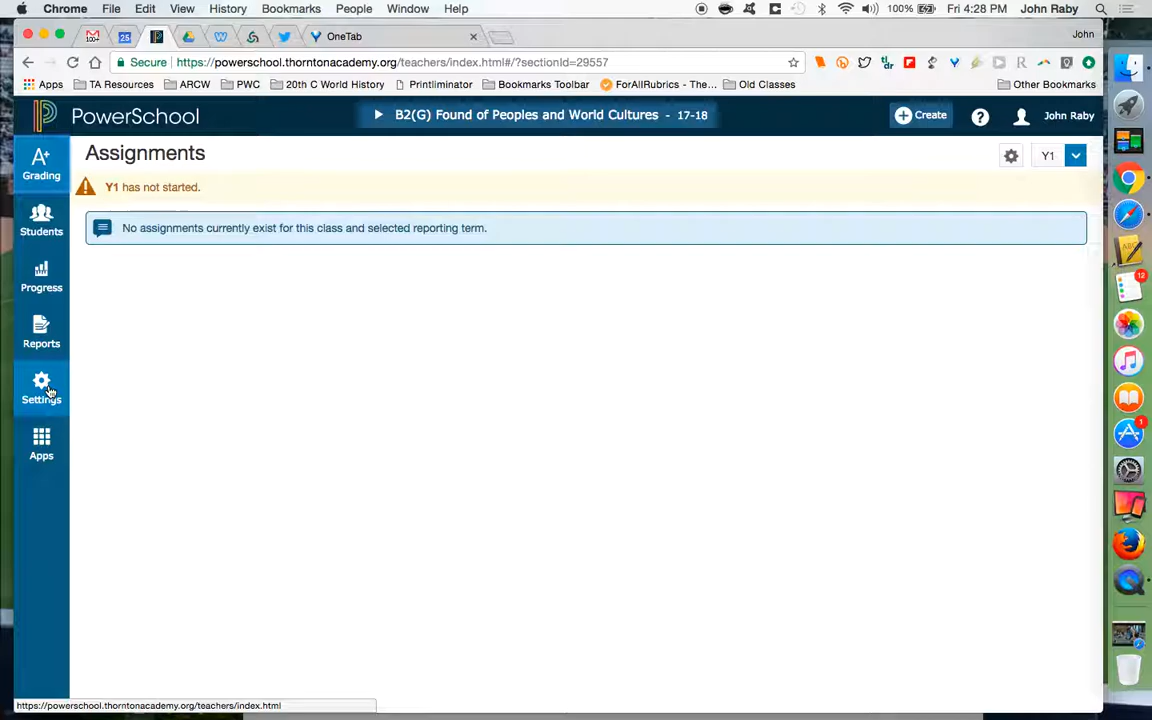 Chrome File Edit View History Bookmarks People Window Help 100% Fri 4:28 PM John Raby
100+ 25 W OneTab John
Secure https://powerschool.thorntonacademy.org/teachers/index.html#/?sectionId=29557
Apps TA Resources ARCW PWC 20th C World History Printliminator Bookmarks Toolbar ForAllRubrics - The... Old Classes Other Bookmarks
PowerSchool B2(G) Found of Peoples and World Cultures - 17-18 Create ? John Raby
A+
Grading
Assignments
Y1
Y1 has not started.
Students
No assignments currently exist for this class and selected reporting term.
Progress
Reports
Settings
Apps
12
1
https://powerschool.thorntonacademy.org/teachers/index.html